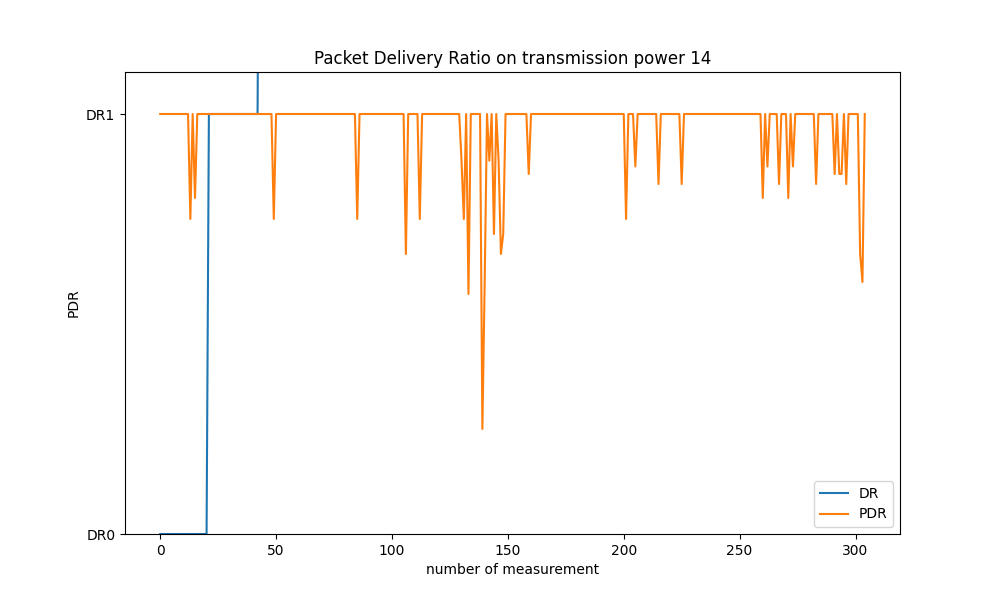 Packet Delivery Ratio on transmission power 14
DR1
PDR
DR0
0 50 100 150 200 250 300
number of measurement
DR
PDR